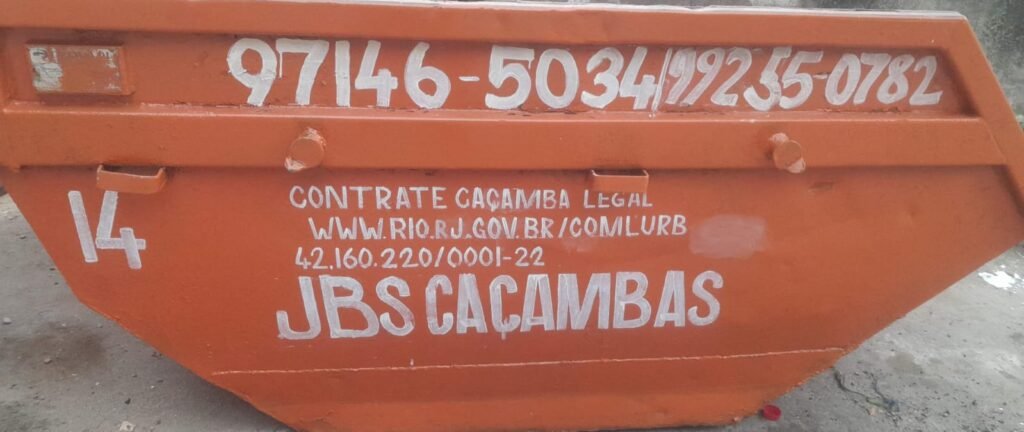 97146-5034/99255-0782
14
CONTRATE CAÇAMBA LEGAL
WWW.RIO.RJ.GOV.BR/COMLURB
42.160.220/0001-22
JBS CAÇAMBAS